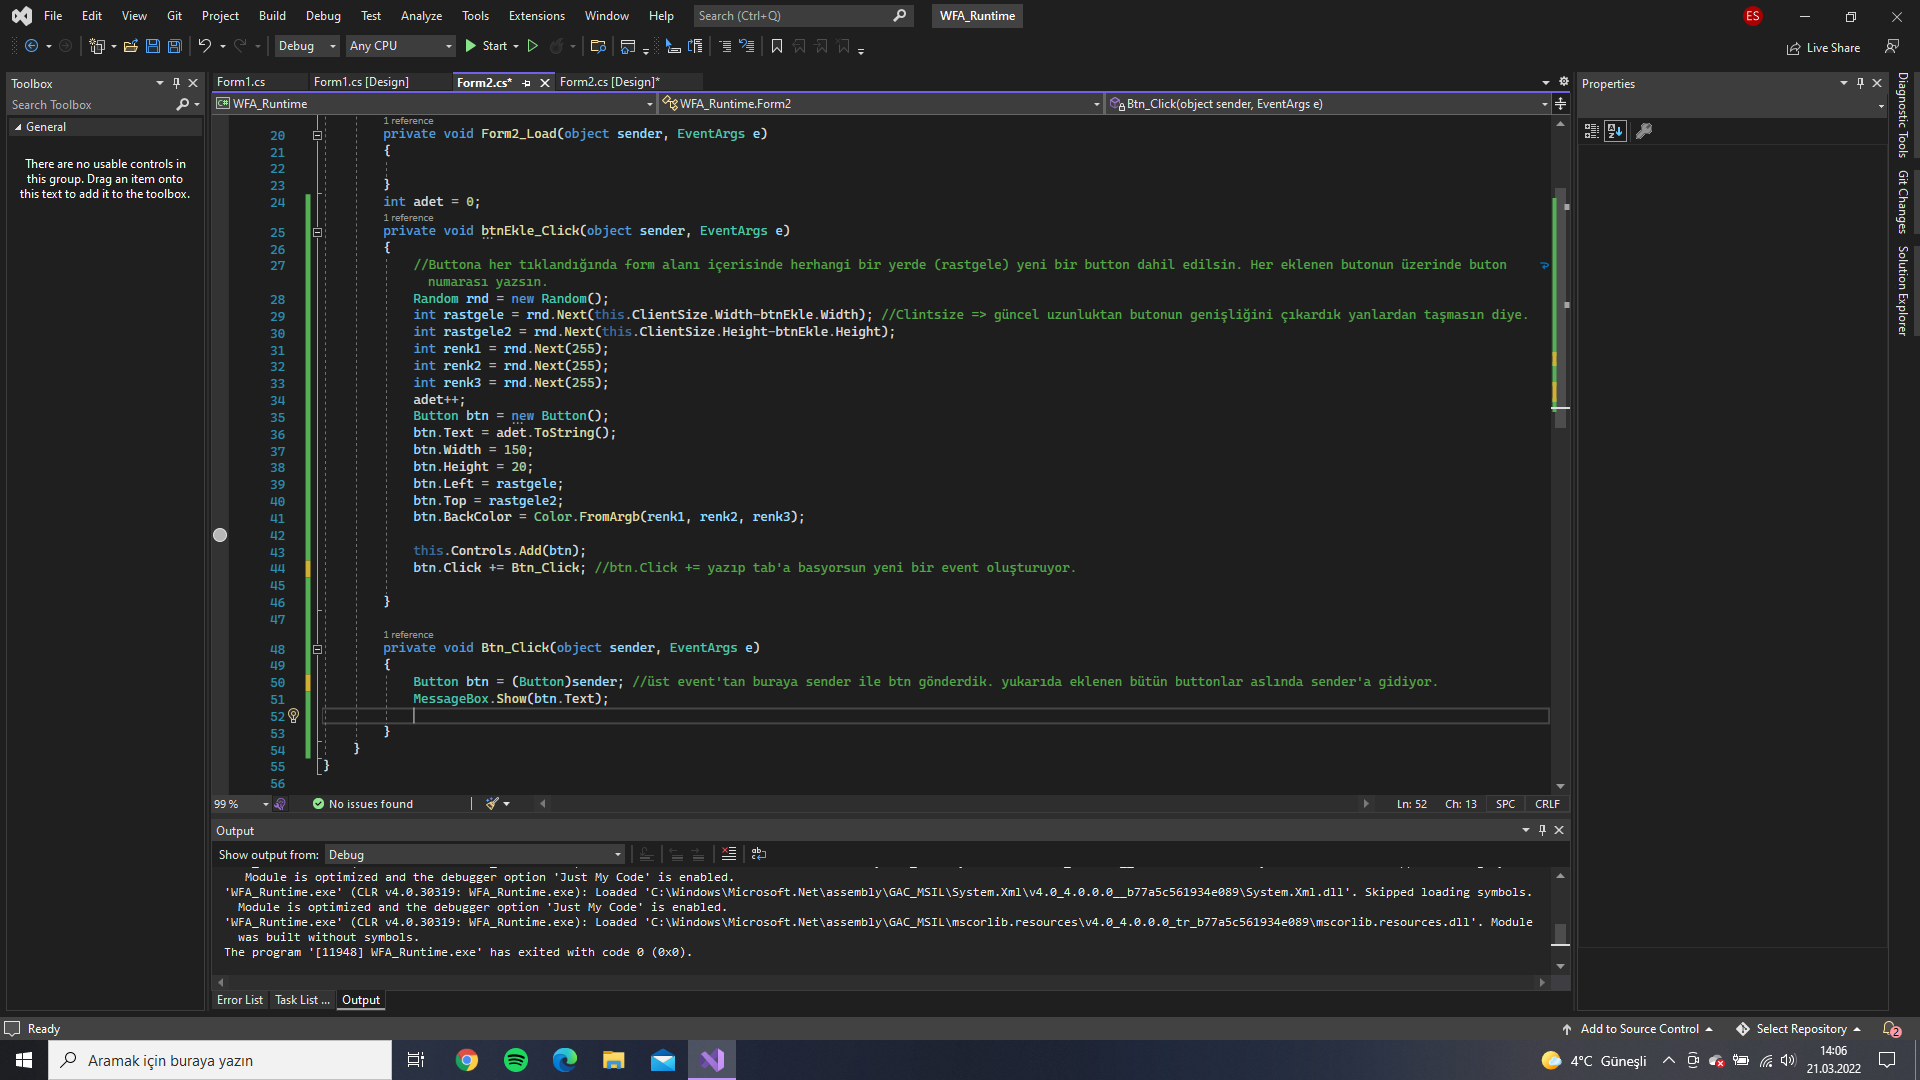 File Edit View Git Project Build Debug Test Analyze Tools Extensions Window Help Search (Ctrl+Q) WFA_Runtime ES
Debug Any CPU Start Live Share
Toolbox
Search Toolbox
General
There are no usable controls in
this group. Drag an item onto
this text to add it to the toolbox.
Form1.cs Form1.cs [Design] Form2.cs* Form2.cs [Design]*
WFA_Runtime WFA_Runtime.Form2 Btn_Click(object sender, EventArgs e)
1 reference
20 private void Form2_Load(object sender, EventArgs e)
21 {
22
23 }
24 int adet = 0;
1 reference
25 private void btnEkle_Click(object sender, EventArgs e)
26 {
27 //Buttona her tıklandığında form alanı içerisinde herhangi bir yerde (rastgele) yeni bir button dahil edilsin. Her eklenen butonun üzerinde buton
numarası yazsın.
28 Random rnd = new Random();
29 int rastgele = rnd.Next(this.ClientSize.Width-btnEkle.Width); //Clintsize => güncel uzunluktan butonun genişliğini çıkardık yanlardan taşmasın diye.
30 int rastgele2 = rnd.Next(this.ClientSize.Height-btnEkle.Height);
31 int renk1 = rnd.Next(255);
32 int renk2 = rnd.Next(255);
33 int renk3 = rnd.Next(255);
34 adet++;
35 Button btn = new Button();
36 btn.Text = adet.ToString();
37 btn.Width = 150;
38 btn.Height = 20;
39 btn.Left = rastgele;
40 btn.Top = rastgele2;
41 btn.BackColor = Color.FromArgb(renk1, renk2, renk3);
42
43 this.Controls.Add(btn);
44 btn.Click += Btn_Click; //btn.Click += yazıp tab'a basyorsun yeni bir event oluşturuyor.
45
46 }
47
1 reference
48 private void Btn_Click(object sender, EventArgs e)
49 {
50 Button btn = (Button)sender; //üst event'tan buraya sender ile btn gönderdik. yukarıda eklenen bütün buttonlar aslında sender'a gidiyor.
51 MessageBox.Show(btn.Text);
52
53 }
54 }
55 }
56
99 % No issues found Ln: 52 Ch: 13 SPC CRLF
Output
Show output from: Debug
Module is optimized and the debugger option 'Just My Code' is enabled.
'WFA_Runtime.exe' (CLR v4.0.30319: WFA_Runtime.exe): Loaded 'C:\Windows\Microsoft.Net\assembly\GAC_MSIL\System.Xml\v4.0_4.0.0.0__b77a5c561934e089\System.Xml.dll'. Skipped loading symbols.
Module is optimized and the debugger option 'Just My Code' is enabled.
'WFA_Runtime.exe' (CLR v4.0.30319: WFA_Runtime.exe): Loaded 'C:\Windows\Microsoft.Net\assembly\GAC_MSIL\mscorlib.resources\v4.0_4.0.0.0_tr_b77a5c561934e089\mscorlib.resources.dll'. Module
was built without symbols.
The program '[11948] WFA_Runtime.exe' has exited with code 0 (0x0).
Error List Task List ... Output
Properties
Diagnostic Tools
Git Changes
Solution Explorer
Ready Add to Source Control Select Repository 2
Aramak için buraya yazın 4°C Güneşli 14:06
21.03.2022